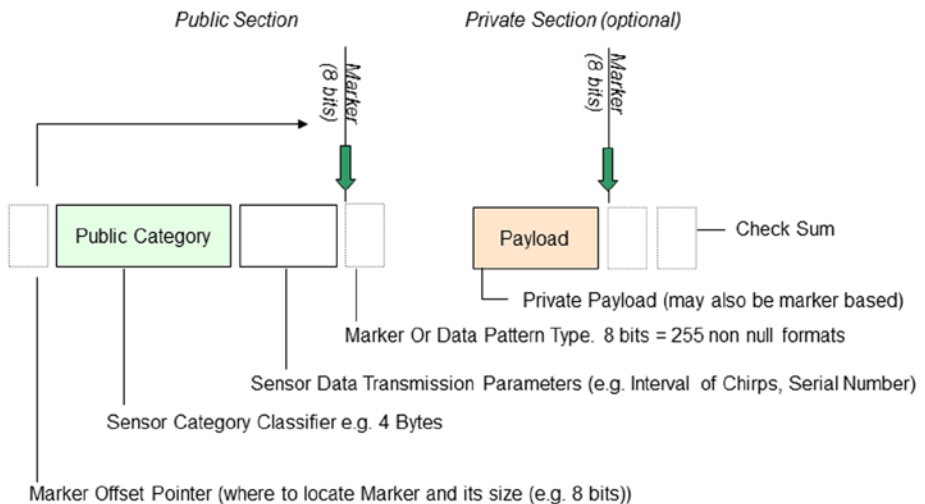 Public Section
Private Section (optional)
Marker
(8 bits)
Marker
(8 bits)
Public Category
Payload
Check Sum
Private Payload (may also be marker based)
Marker Or Data Pattern Type. 8 bits = 255 non null formats
Sensor Data Transmission Parameters (e.g. Interval of Chirps, Serial Number)
Sensor Category Classifier e.g. 4 Bytes
Marker Offset Pointer (where to locate Marker and its size (e.g. 8 bits))